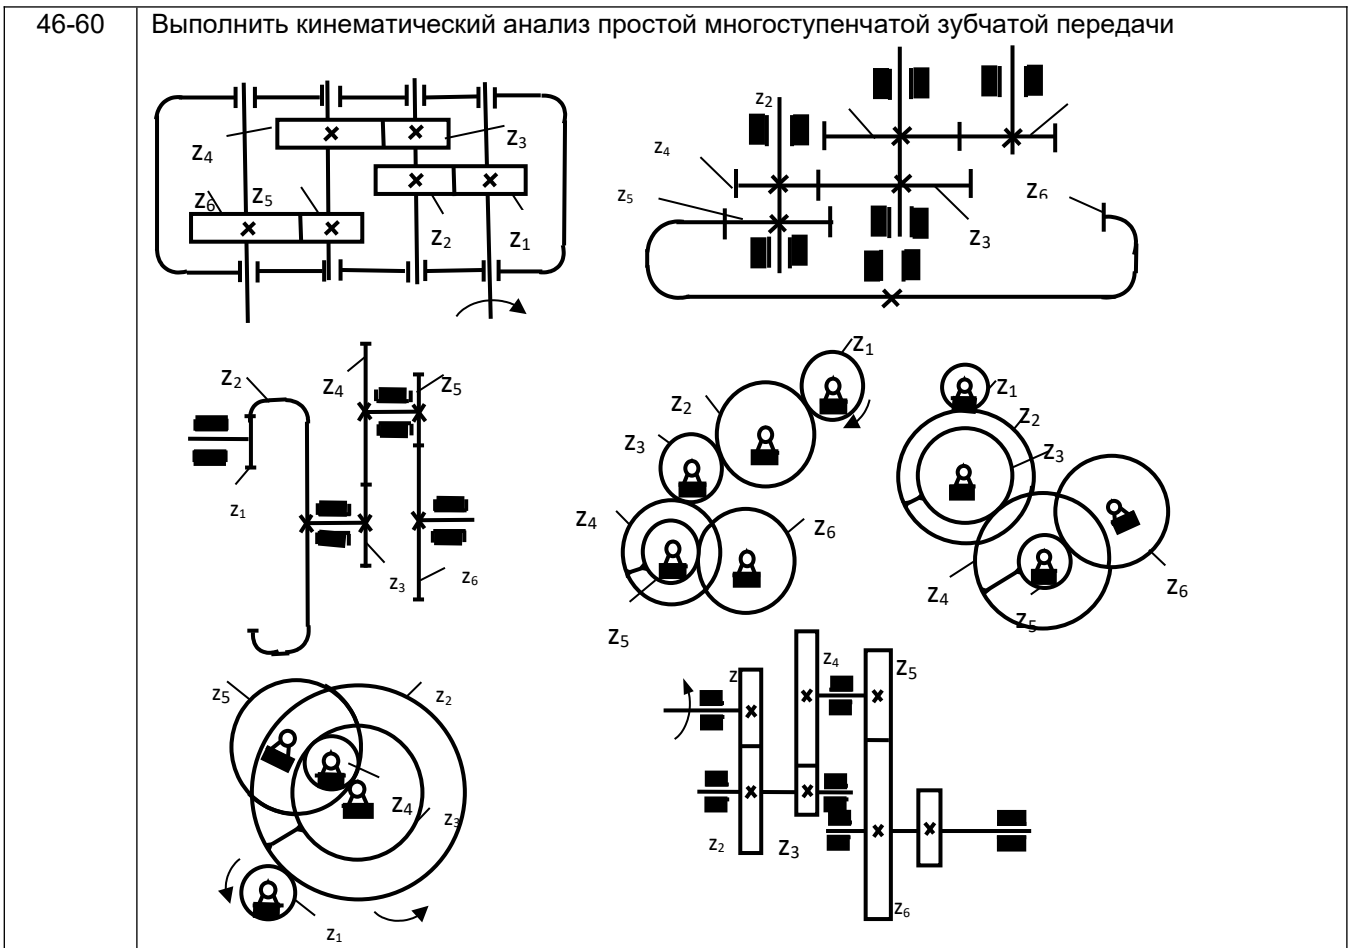 46-60 Выполнить кинематический анализ простой многоступенчатой зубчатой передачи
z4
z3
z6 z5
z2 z1
z2
z4
z5
z6
z3
z2
z4
z5
z1
z3
z6
z1
z2
z3
z4
z6
z5
z1
z2
z3
z4
z6
z5
z5
z2
z4
z3
z1
z
z4
z5
z2
z3
z6